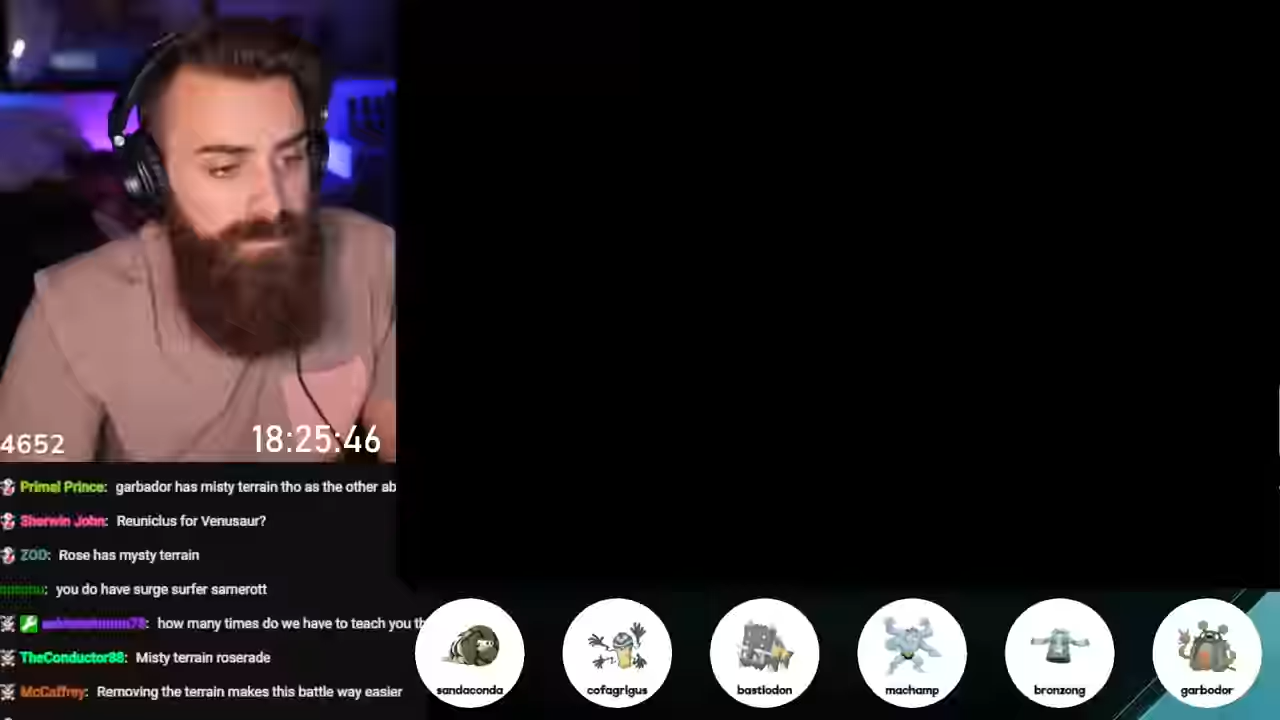 4652
18:25:46
Primal Prince: garbador has misty terrain tho as the other ab
Sherwin John: Reuniclus for Venusaur?
ZOD: Rose has mysty terrain
you do have surge surfer samerott
how many times do we have to teach you th
TheConductor88: Misty terrain roserade
McCaffrey: Removing the terrain makes this battle way easier
sandaconda
cofagrigus
bastiodon
machamp
bronzong
garbodor